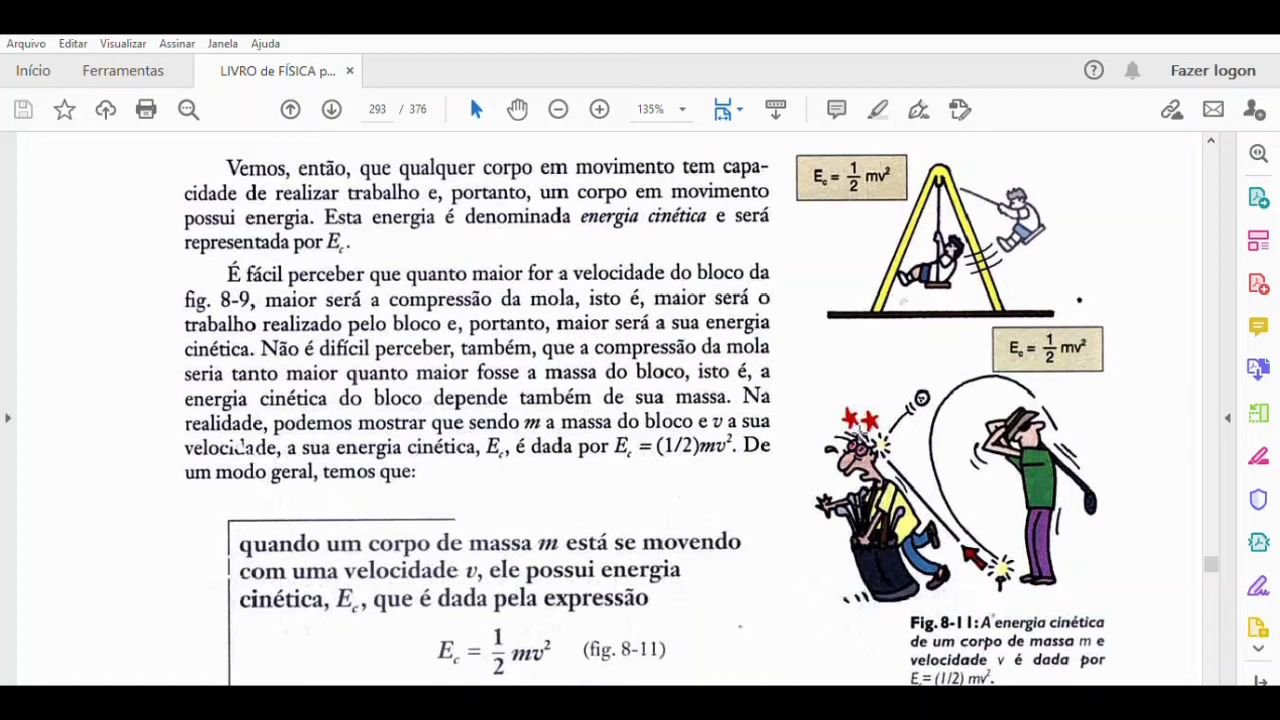 Arquivo Editar Visualizar Assinar Janela Ajuda
Início Ferramentas LIVRO de FÍSICA p... × Fazer logon
293 / 376 135%
Vemos, então, que qualquer corpo em movimento tem capa-
cidade de realizar trabalho e, portanto, um corpo em movimento
possui energia. Esta energia é denominada energia cinética e será
representada por Ec.
É fácil perceber que quanto maior for a velocidade do bloco da
fig. 8-9, maior será a compressão da mola, isto é, maior será o
trabalho realizado pelo bloco e, portanto, maior será a sua energia
cinética. Não é difícil perceber, também, que a compressão da mola
seria tanto maior quanto maior fosse a massa do bloco, isto é, a
energia cinética do bloco depende também de sua massa. Na
realidade, podemos mostrar que sendo m a massa do bloco e v a sua
velocidade, a sua energia cinética, Ec, é dada por Ec = (1/2)mv². De
um modo geral, temos que:
quando um corpo de massa m está se movendo
com uma velocidade v, ele possui energia
cinética, Ec, que é dada pela expressão
Ec = 1/2 mv² (fig. 8-11)
Ec = 1/2 mv²
Ec = 1/2 mv²
Fig. 8-11: A energia cinética
de um corpo de massa m e
velocidade v é dada por
Ec = (1/2) mv².